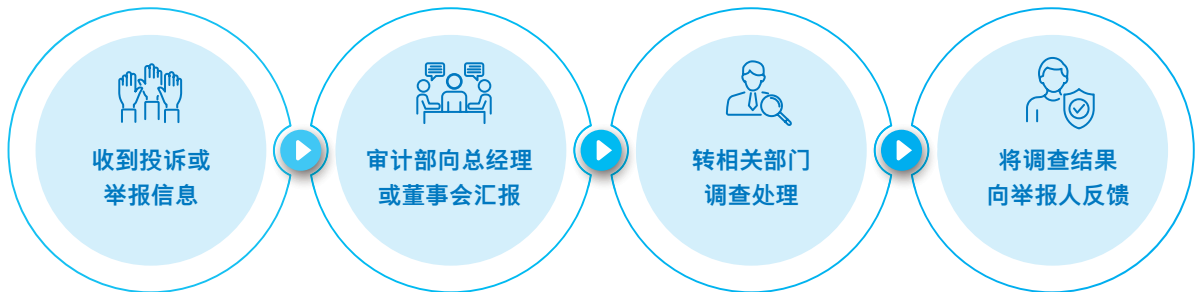 收到投诉或
举报信息
审计部向总经理
或董事会汇报
转相关部门
调查处理
将调查结果
向举报人反馈